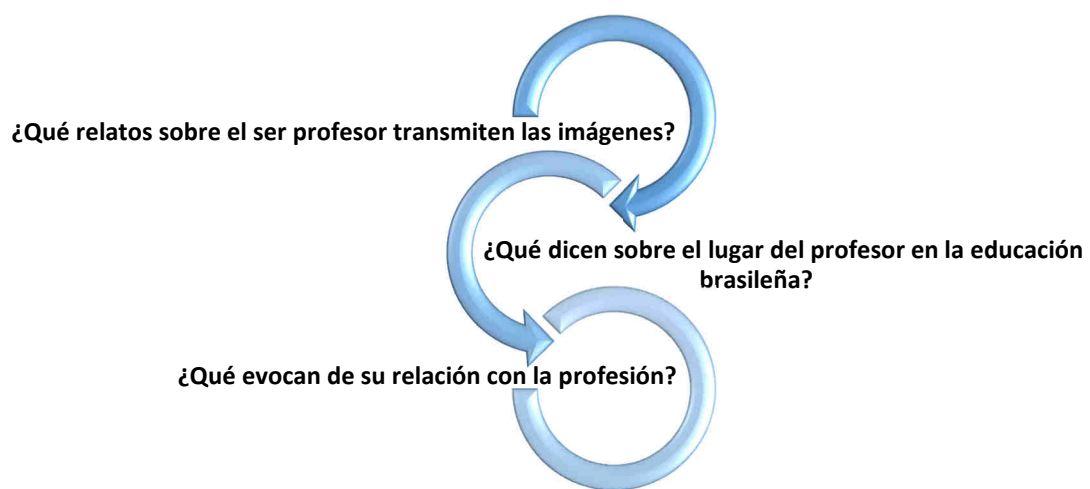 ¿Qué relatos sobre el ser profesor transmiten las imágenes?
¿Qué dicen sobre el lugar del profesor en la educación
brasileña?
¿Qué evocan de su relación con la profesión?